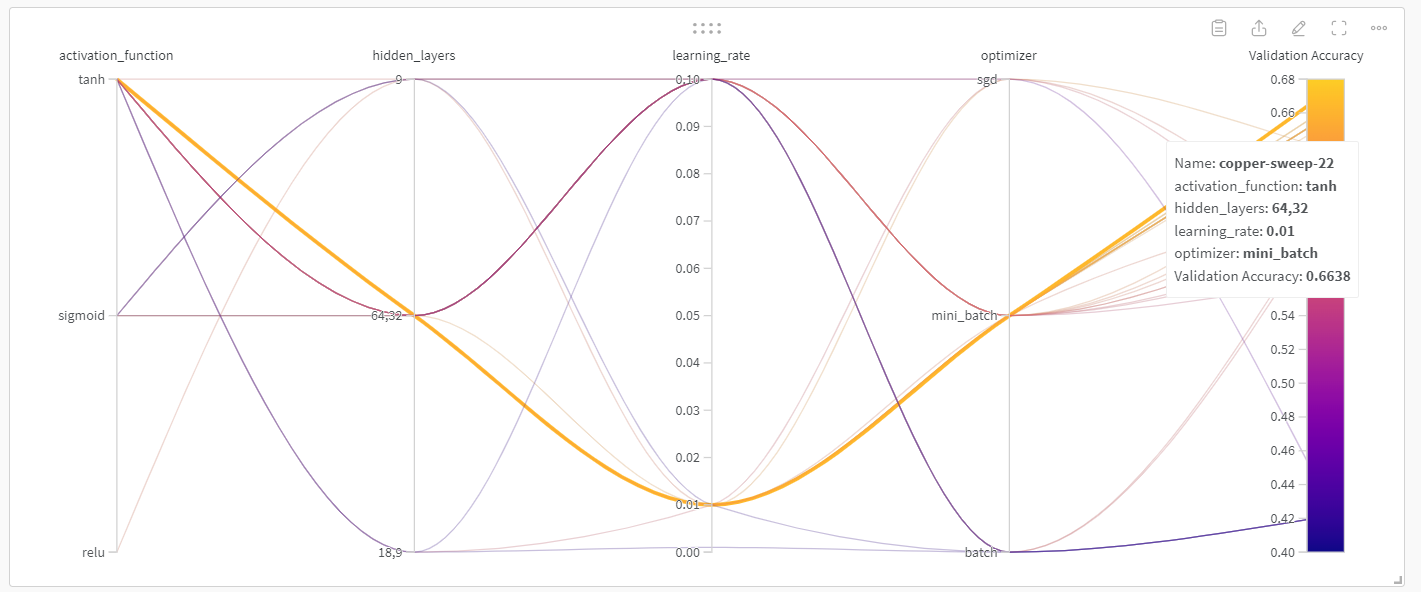 activation_function
hidden_layers
learning_rate
optimizer
Validation Accuracy
tanh
sigmoid
relu
9
64,32
18,9
0.10
0.09
0.08
0.07
0.06
0.05
0.04
0.03
0.02
0.01
0.00
sgd
mini_batch
batch
0.68
0.66
0.54
0.52
0.50
0.48
0.46
0.44
0.42
0.40
Name: copper-sweep-22
activation_function: tanh
hidden_layers: 64,32
learning_rate: 0.01
optimizer: mini_batch
Validation Accuracy: 0.6638